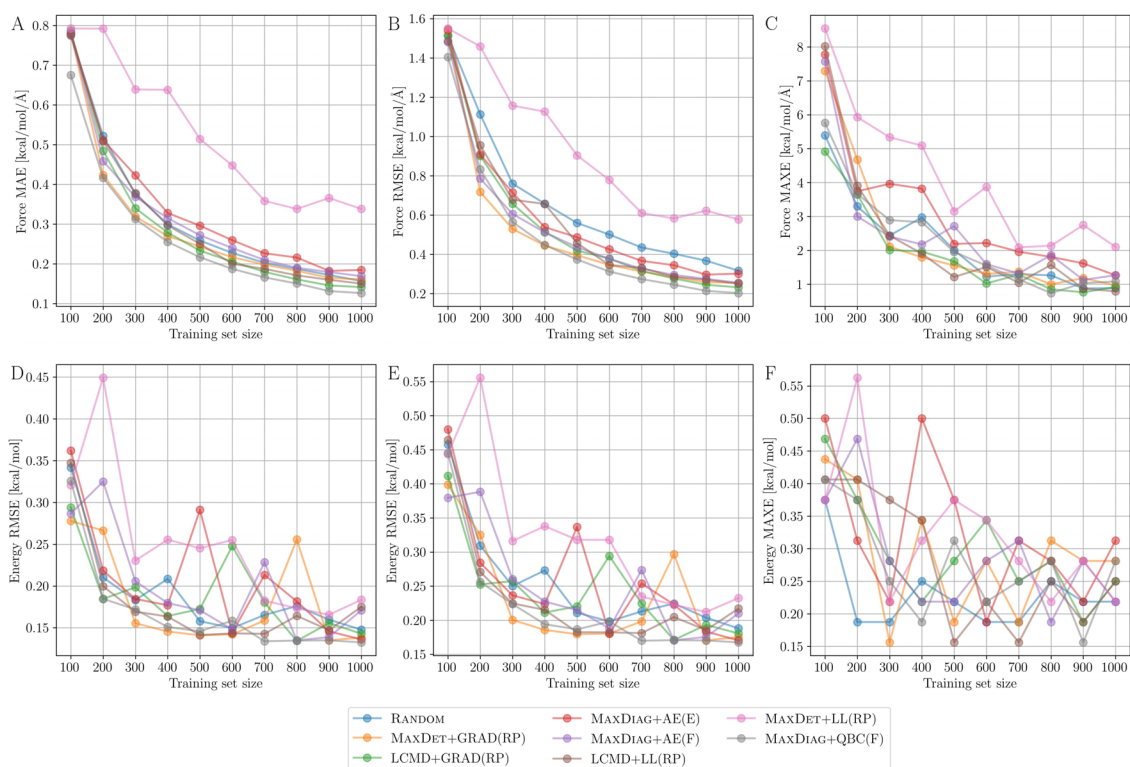 A
Force MAE [kcal/mol/Å]
0.8
0.7
0.6
0.5
0.4
0.3
0.2
0.1
100 200 300 400 500 600 700 800 900 1000
Training set size
B
Force RMSE [kcal/mol/Å]
1.6
1.4
1.2
1.0
0.8
0.6
0.4
0.2
100 200 300 400 500 600 700 800 900 1000
Training set size
C
Force MAXE [kcal/mol/Å]
8
7
6
5
4
3
2
1
100 200 300 400 500 600 700 800 900 1000
Training set size
D
Energy RMSE [kcal/mol]
0.45
0.40
0.35
0.30
0.25
0.20
0.15
100 200 300 400 500 600 700 800 900 1000
Training set size
E
Energy RMSE [kcal/mol]
0.55
0.50
0.45
0.40
0.35
0.30
0.25
0.20
0.15
100 200 300 400 500 600 700 800 900 1000
Training set size
F
Energy MAXE [kcal/mol]
0.55
0.50
0.45
0.40
0.35
0.30
0.25
0.20
0.15
100 200 300 400 500 600 700 800 900 1000
Training set size
RANDOM
MAXDET+GRAD(RP)
LCMD+GRAD(RP)
MAXDIAG+AE(E)
MAXDIAG+AE(F)
LCMD+LL(RP)
MAXDET+LL(RP)
MAXDIAG+QBC(F)